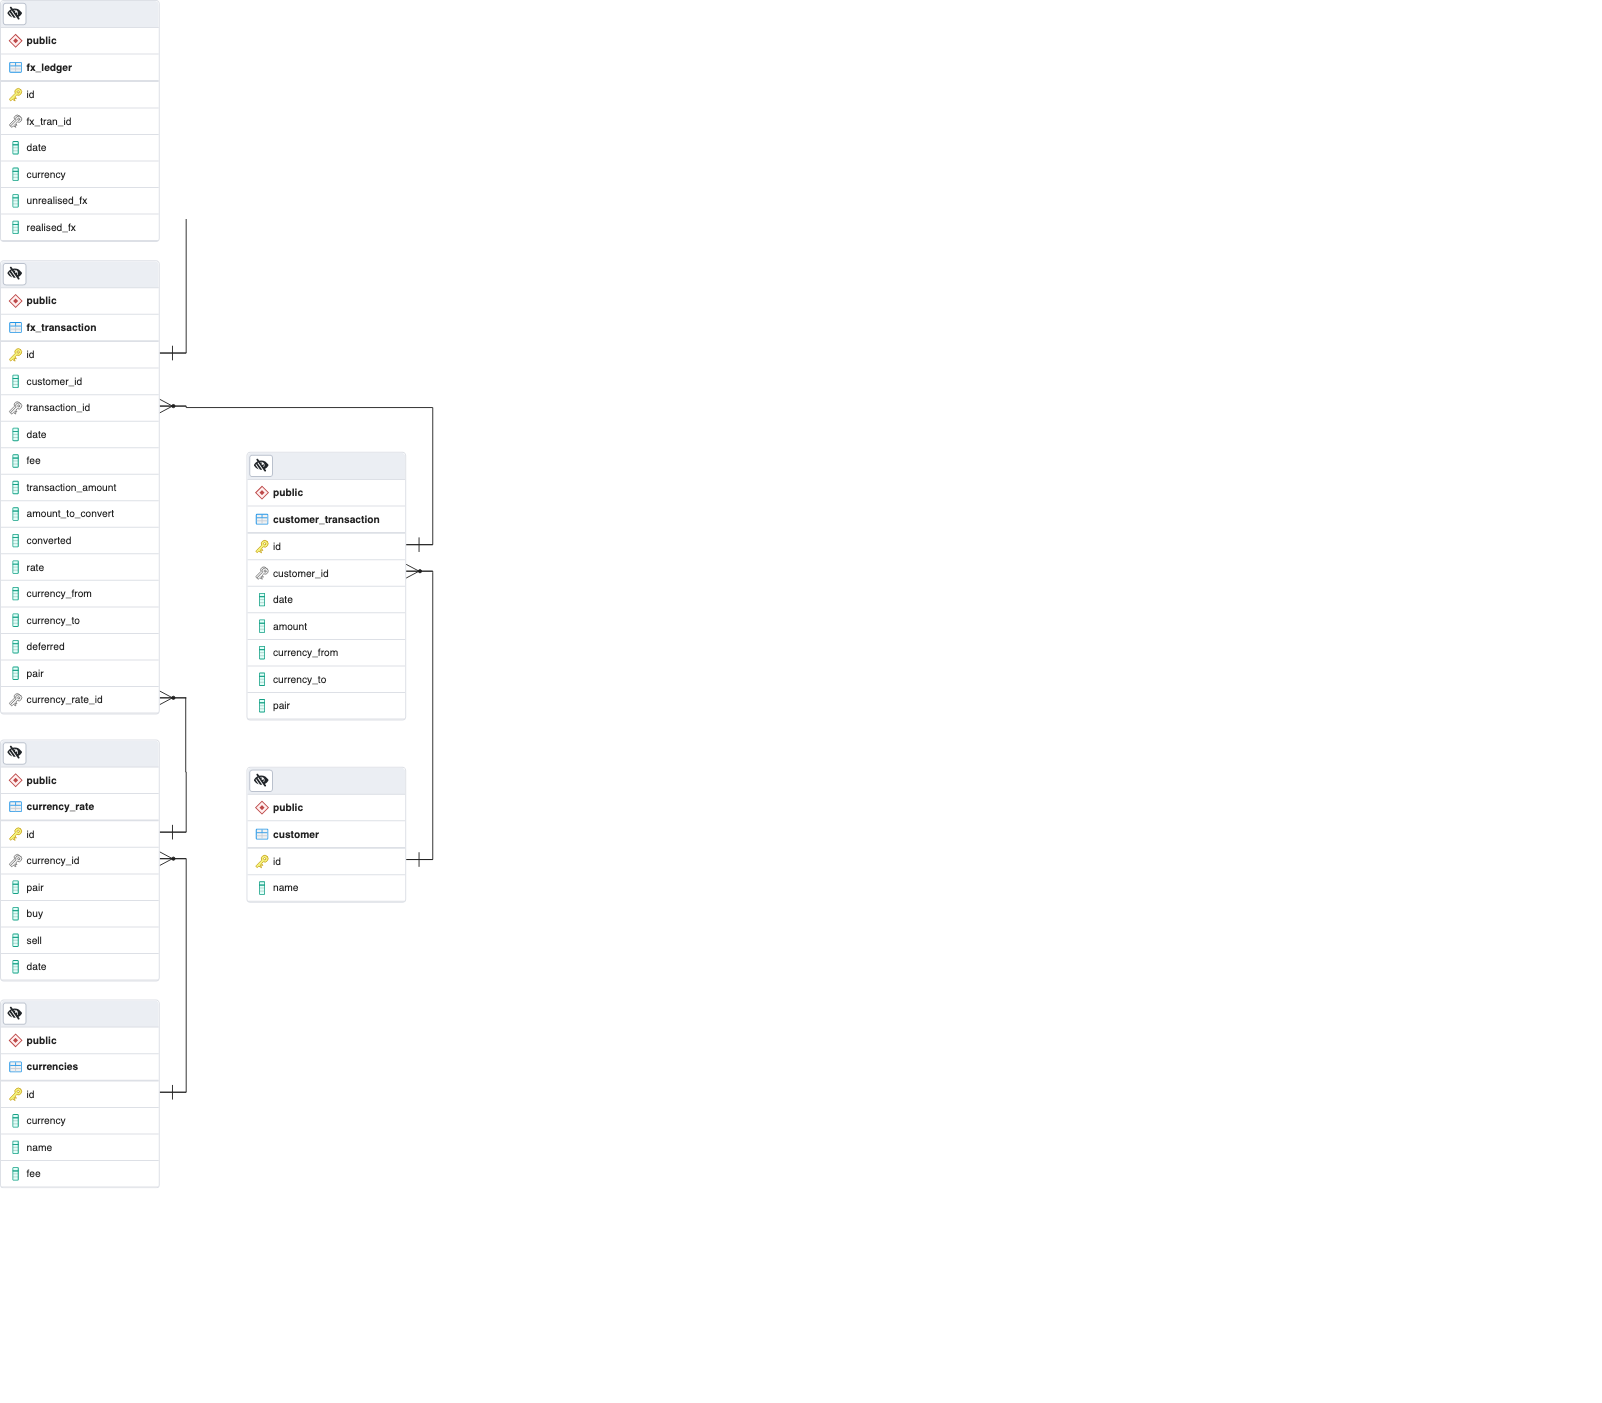 public
fx_ledger
id
fx_tran_id
date
currency
unrealised_fx
realised_fx
public
fx_transaction
id
customer_id
transaction_id
date
fee
transaction_amount
amount_to_convert
converted
rate
currency_from
currency_to
deferred
pair
currency_rate_id
public
customer_transaction
id
customer_id
date
amount
currency_from
currency_to
pair
public
currency_rate
id
currency_id
pair
buy
sell
date
public
customer
id
name
public
currencies
id
currency
name
fee